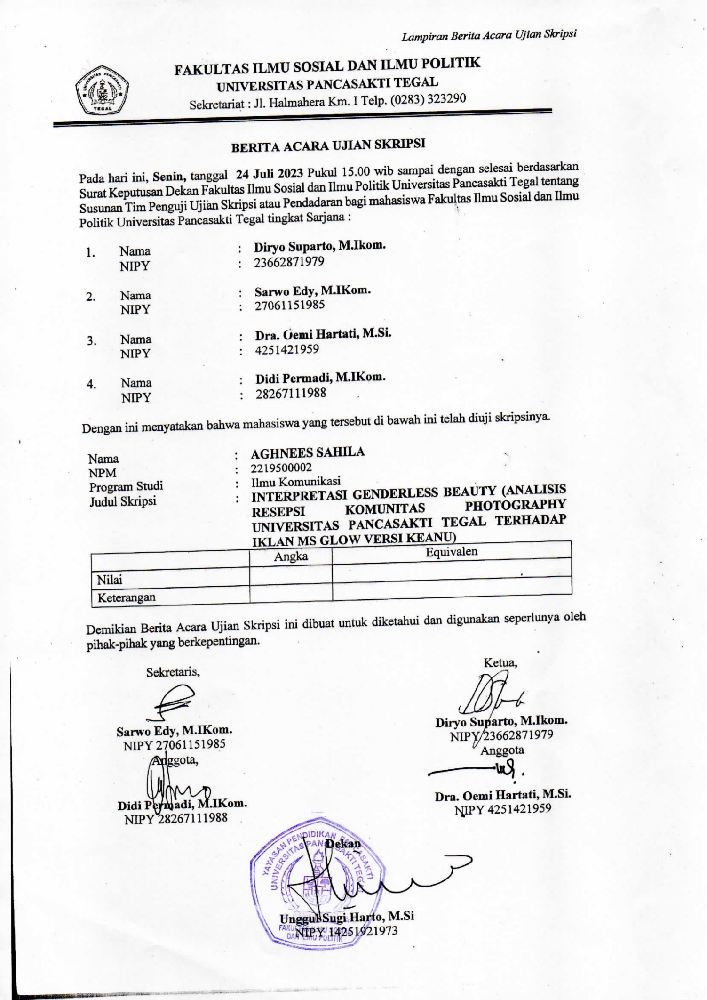 Lampiran Berita Acara Ujian Skripsi
UNIVERSITAS PANCASAKTI
TEGAL
FAKULTAS ILMU SOSIAL DAN ILMU POLITIK
UNIVERSITAS PANCASAKTI TEGAL
Sekretariat : Jl. Halmahera Km. I Telp. (0283) 323290
BERITA ACARA UJIAN SKRIPSI
Pada hari ini, Senin, tanggal 24 Juli 2023 Pukul 15.00 wib sampai dengan selesai berdasarkan
Surat Keputusan Dekan Fakultas Ilmu Sosial dan Ilmu Politik Universitas Pancasakti Tegal tentang
Susunan Tim Penguji Ujian Skripsi atau Pendadaran bagi mahasiswa Fakultas Ilmu Sosial dan Ilmu
Politik Universitas Pancasakti Tegal tingkat Sarjana :
1. Nama : Diryo Suparto, M.Ikom.
NIPY : 23662871979
2. Nama : Sarwo Edy, M.IKom.
NIPY : 27061151985
3. Nama : Dra. Oemi Hartati, M.Si.
NIPY : 4251421959
4. Nama : Didi Permadi, M.IKom.
NIPY : 28267111988
Dengan ini menyatakan bahwa mahasiswa yang tersebut di bawah ini telah diuji skripsinya.
Nama : AGHNEES SAHILA
NPM : 2219500002
Program Studi : Ilmu Komunikasi
Judul Skripsi : INTERPRETASI GENDERLESS BEAUTY (ANALISIS
RESEPSI KOMUNITAS PHOTOGRAPHY
UNIVERSITAS PANCASAKTI TEGAL TERHADAP
IKLAN MS GLOW VERSI KEANU)
Angka Equivalen
Nilai
Keterangan
Demikian Berita Acara Ujian Skripsi ini dibuat untuk diketahui dan digunakan seperlunya oleh
pihak-pihak yang berkepentingan.
Sekretaris,
Sarwo Edy, M.IKom.
NIPY 27061151985
Anggota,
Didi Permadi, M.IKom.
NIPY 28267111988
Ketua,
Diryo Suparto, M.Ikom.
NIPY 23662871979
Anggota
Dra. Oemi Hartati, M.Si.
NIPY 4251421959
YAYASAN PENDIDIKAN PANCASAKTI
UNIVERSITAS PANCASAKTI TEGAL
Dekan
Unggul Sugi Harto, M.Si
FAKULTAS ILMU SOSIAL
NIPY 14251921973
DAN ILMU POLITIK